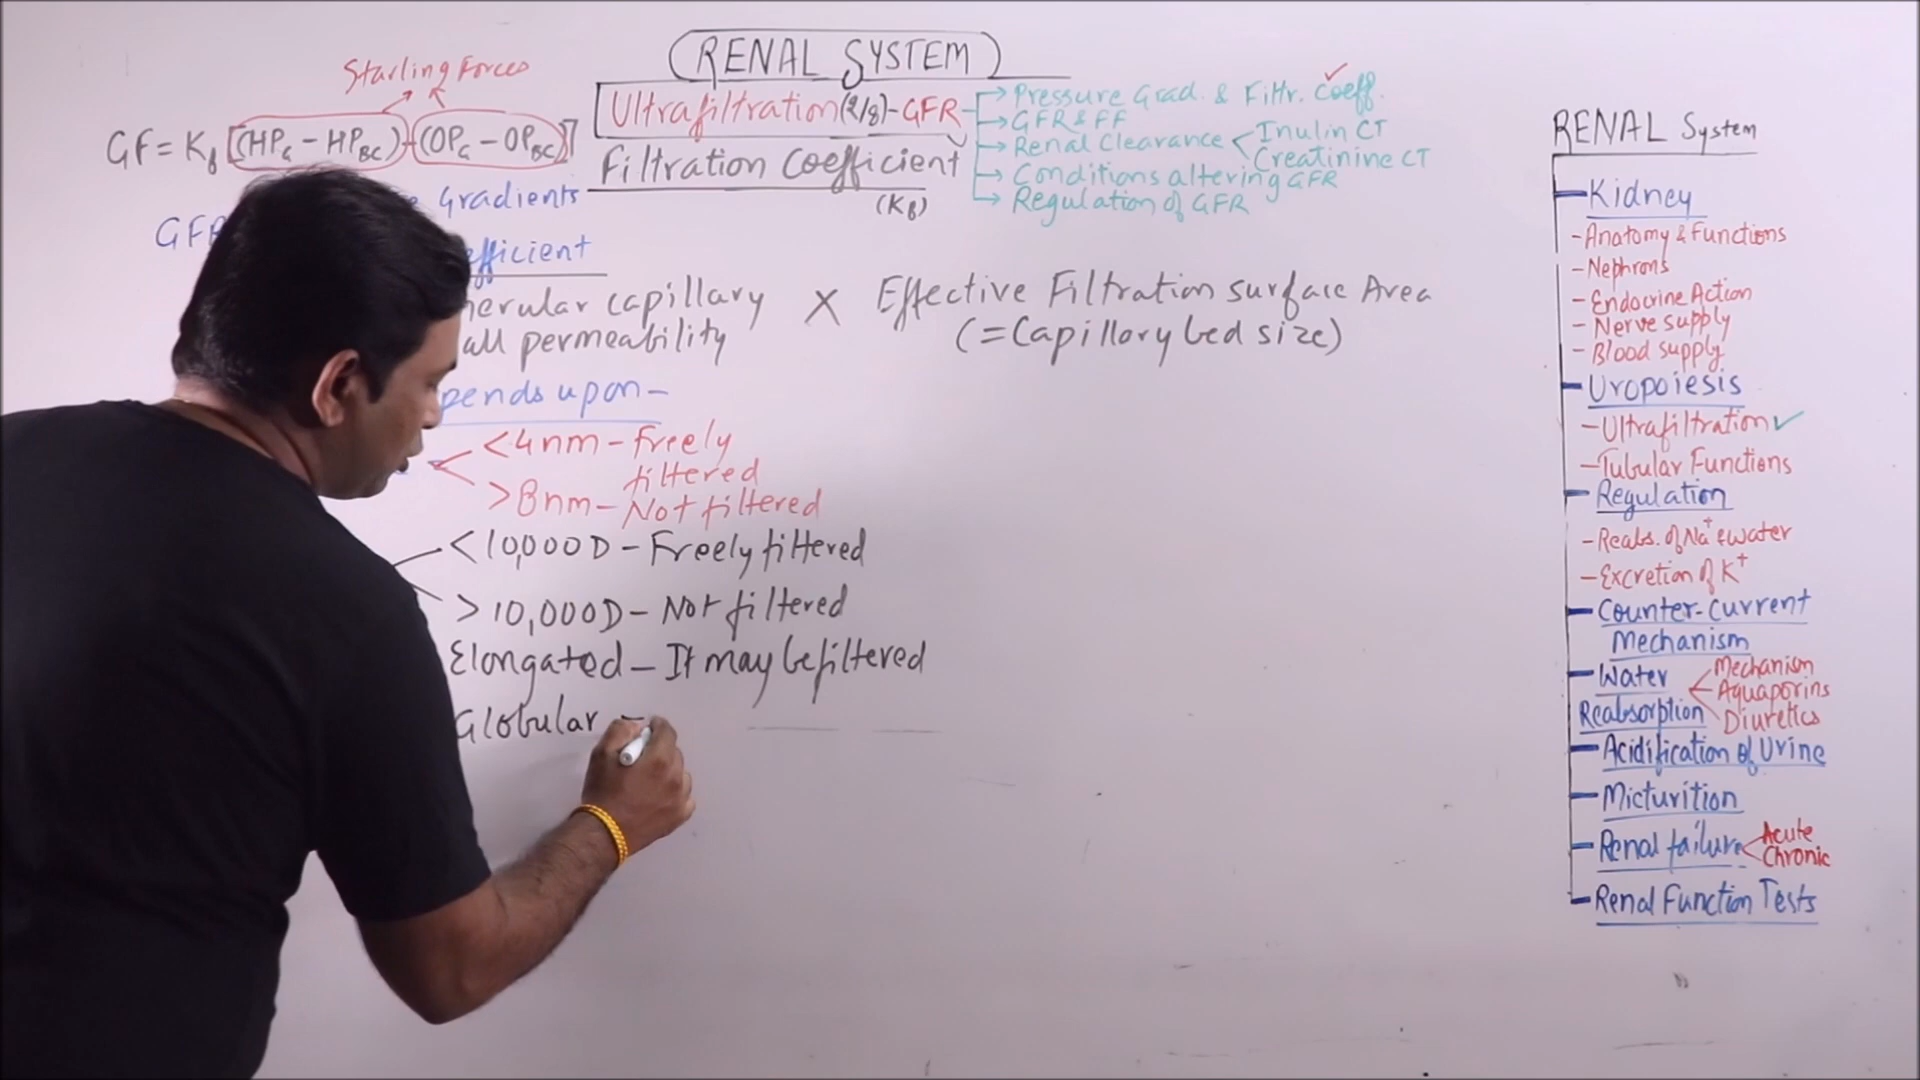 RENAL SYSTEM
Starling Forces
Ultrafiltration (2/8) - GFR
→ Pressure Grad. & Filtr. Coeff. ✓
→ GFR & FF
→ Renal Clearance < Inulin CT
Creatinine CT
→ Conditions altering GFR
→ Regulation of GFR
GF = Kf [(HPG - HPBC) - (OPG - OPBC)]
Filtration Coefficient
(Kf)
Gradients
efficient
capillary X Effective Filtration surface Area
permeability (= Capillary bed size)
upon -
<4nm - Freely
filtered
>8nm - Not filtered
<10,000D - Freely filtered
>10,000D - Not filtered
Elongated - It may be filtered
Globular -
RENAL System
Kidney
- Anatomy & Functions
- Nephrons
- Endocrine Action
- Nerve supply
- Blood supply
Uropoiesis
- Ultrafiltration ✓
- Tubular Functions
Regulation
- Reabs. of Na+ & water
- Excretion of K+
Counter-current
Mechanism
Water Reabsorption < Mechanism
Aquaporins
Diuretics
Acidification of Urine
Micturition
Renal failure < Acute
Chronic
Renal Function Tests